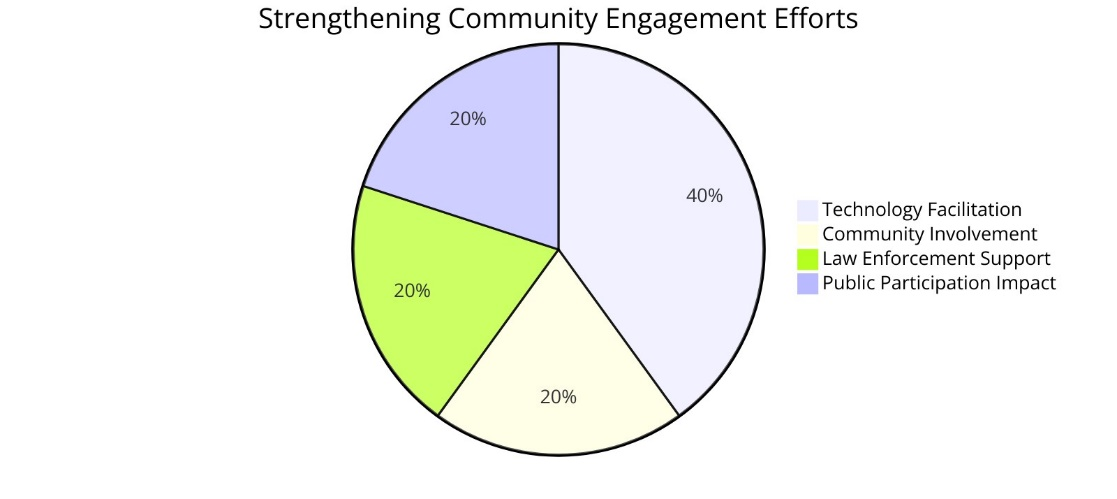 Strengthening Community Engagement Efforts
20%
40%
20%
20%
Technology Facilitation
Community Involvement
Law Enforcement Support
Public Participation Impact